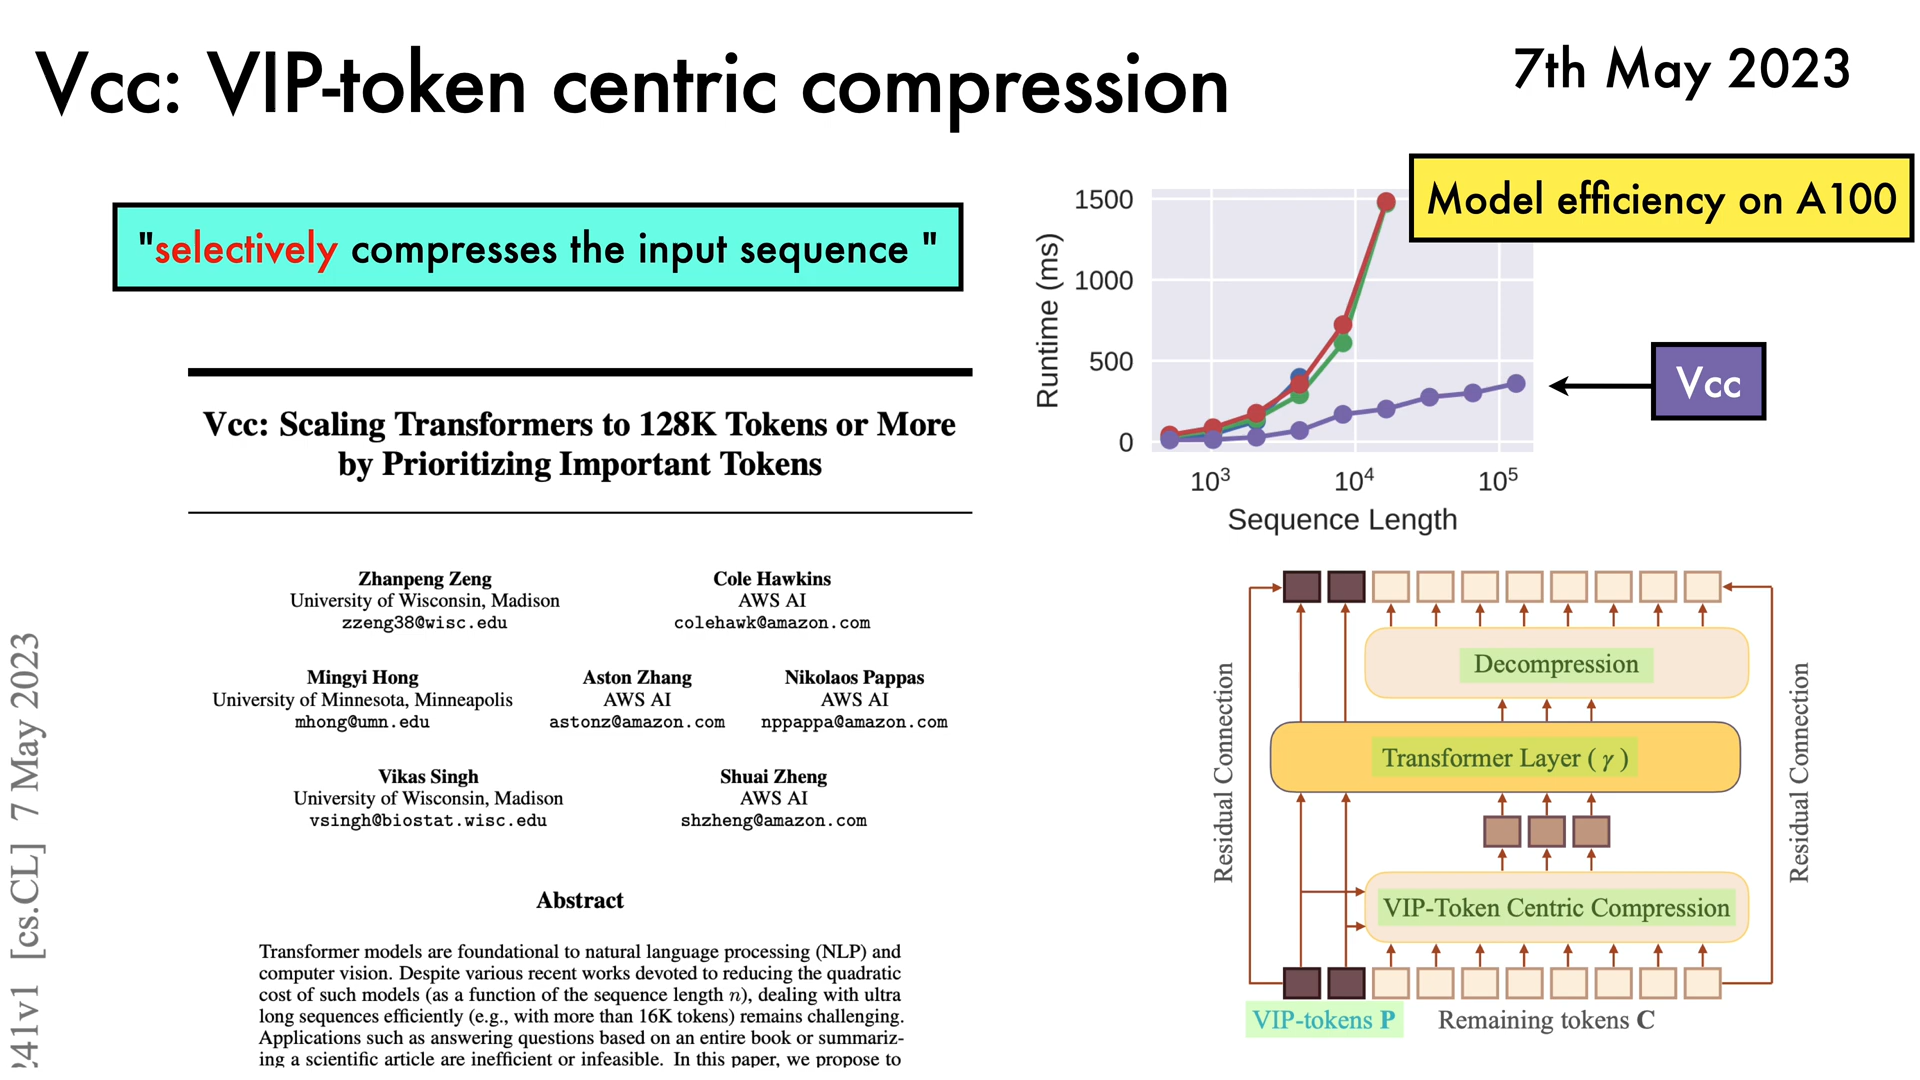 Vcc: VIP-token centric compression
7th May 2023
"selectively compresses the input sequence "
Vcc: Scaling Transformers to 128K Tokens or More
by Prioritizing Important Tokens
Zhanpeng Zeng
University of Wisconsin, Madison
zzeng38@wisc.edu
Cole Hawkins
AWS AI
colehawk@amazon.com
Mingyi Hong
University of Minnesota, Minneapolis
mhong@umn.edu
Aston Zhang
AWS AI
astonz@amazon.com
Nikolaos Pappas
AWS AI
nppappa@amazon.com
Vikas Singh
University of Wisconsin, Madison
vsingh@biostat.wisc.edu
Shuai Zheng
AWS AI
shzheng@amazon.com
Abstract
Transformer models are foundational to natural language processing (NLP) and
computer vision. Despite various recent works devoted to reducing the quadratic
cost of such models (as a function of the sequence length n), dealing with ultra
long sequences efficiently (e.g., with more than 16K tokens) remains challenging.
Applications such as answering questions based on an entire book or summariz-
ing a scientific article are inefficient or infeasible. In this paper, we propose to
241v1 [cs.CL] 7 May 2023
Model efficiency on A100
Runtime (ms)
1500
1000
500
0
10³
10⁴
10⁵
Sequence Length
Vcc
Decompression
Transformer Layer ( γ )
VIP-Token Centric Compression
Residual Connection
Residual Connection
VIP-tokens P
Remaining tokens C